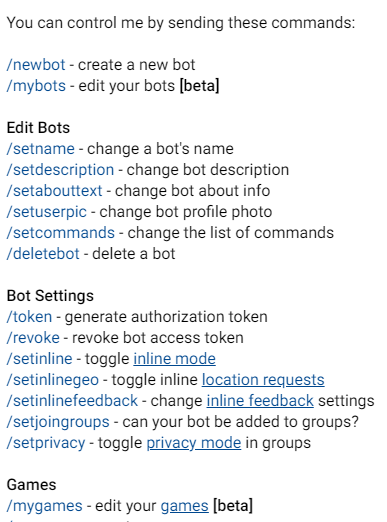 You can control me by sending these commands:
/newbot - create a new bot
/mybots - edit your bots [beta]
Edit Bots
/setname - change a bot's name
/setdescription - change bot description
/setabouttext - change bot about info
/setuserpic - change bot profile photo
/setcommands - change the list of commands
/deletebot - delete a bot
Bot Settings
/token - generate authorization token
/revoke - revoke bot access token
/setinline - toggle inline mode
/setinlinegeo - toggle inline location requests
/setinlinefeedback - change inline feedback settings
/setjoingroups - can your bot be added to groups?
/setprivacy - toggle privacy mode in groups
Games
/mygames - edit your games [beta]